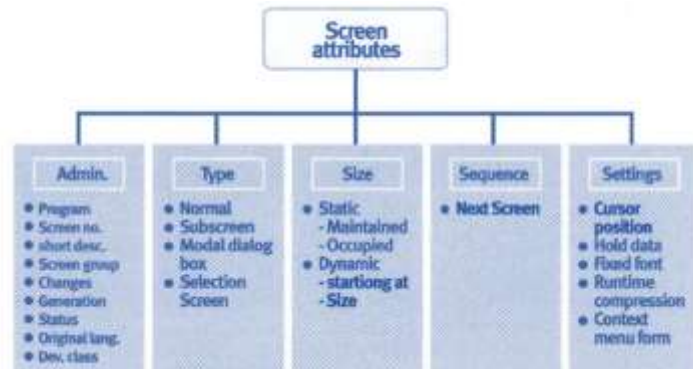 Screen
attributes
Admin.
• Program
• Screen no.
• short desc.
• Screen group
• Changes
• Generation
• Status
• Original lang.
• Dev. class
Type
• Normal
• Subscreen
• Modal dialog
box
• Selection
Screen
Size
• Static
- Maintained
- Occupied
• Dynamic
- startiong at
- Size
Sequence
• Next Screen
Settings
• Cursor
position
• Hold data
• Fixed font
• Runtime
compression
• Context
menu form